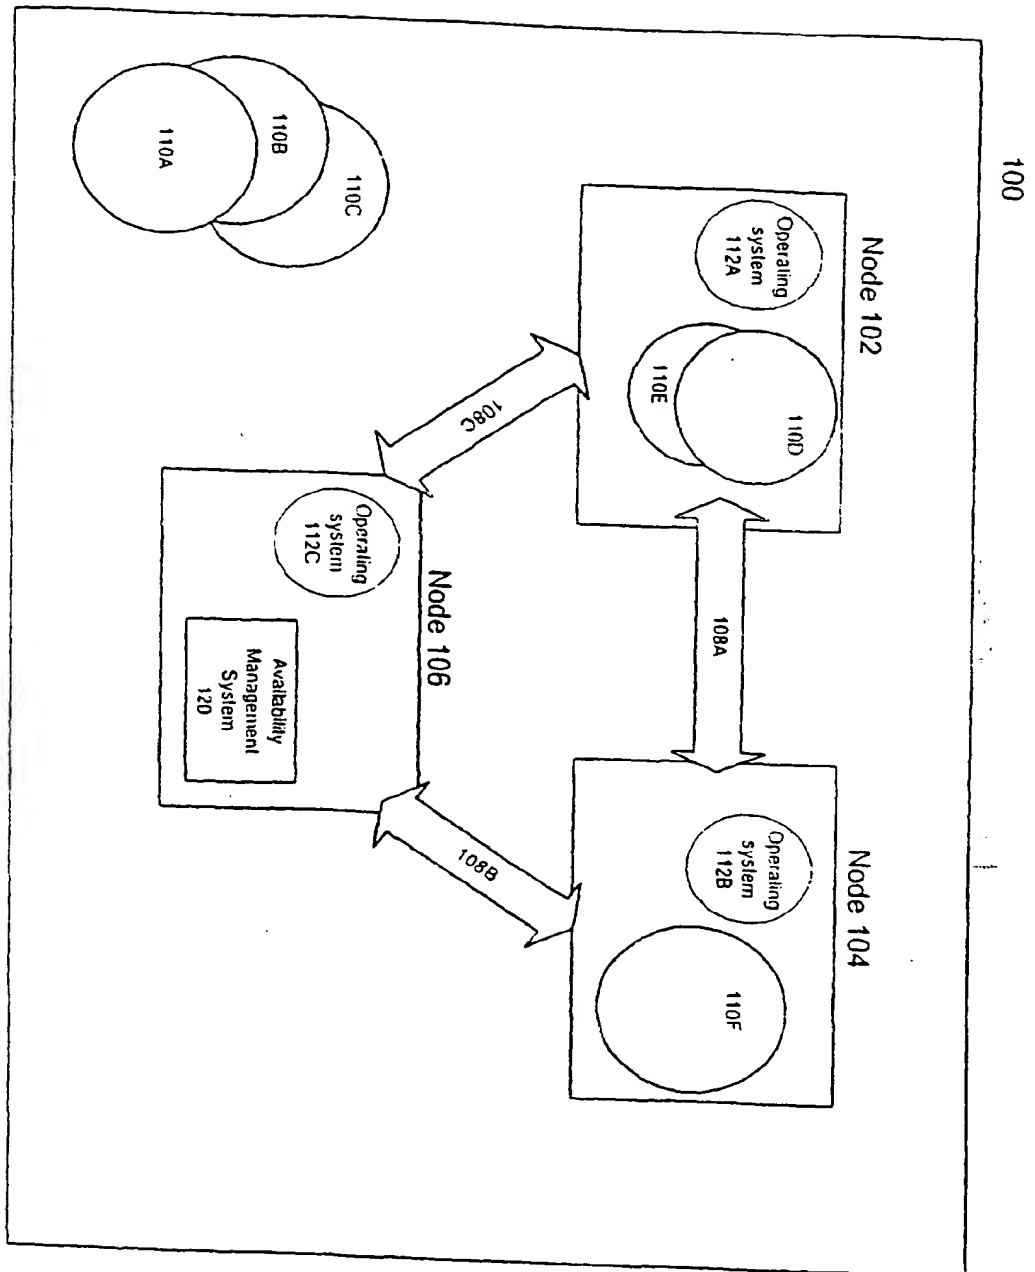 100
Node 102
Operating
system
112A
110D
110E
108A
Node 104
Operating
system
112B
110F
108C
108B
Node 106
Operating
system
112C
Availability
Management
System
120
110C
110B
110A